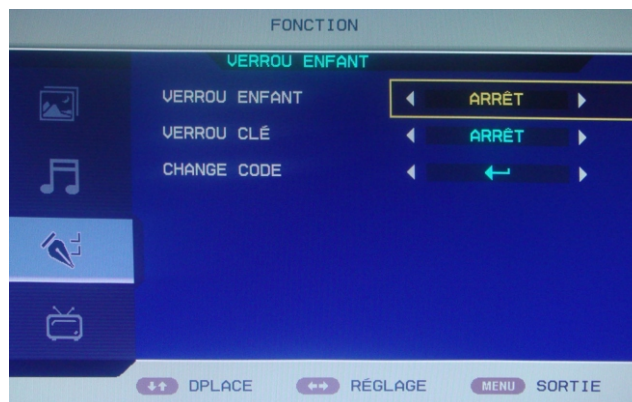 FONCTION
VERROU ENFANT
VERROU ENFANT ARRÊT
VERROU CLÉ ARRÊT
CHANGE CODE
DPLACE RÉGLAGE MENU SORTIE